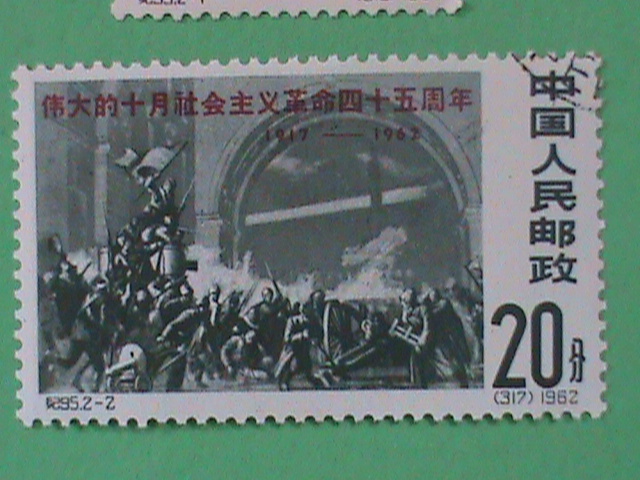 伟大的十月社会主义革命四十五周年
1917 — 1962
中国人民邮政
20分
纪95.2-2
(317) 1962